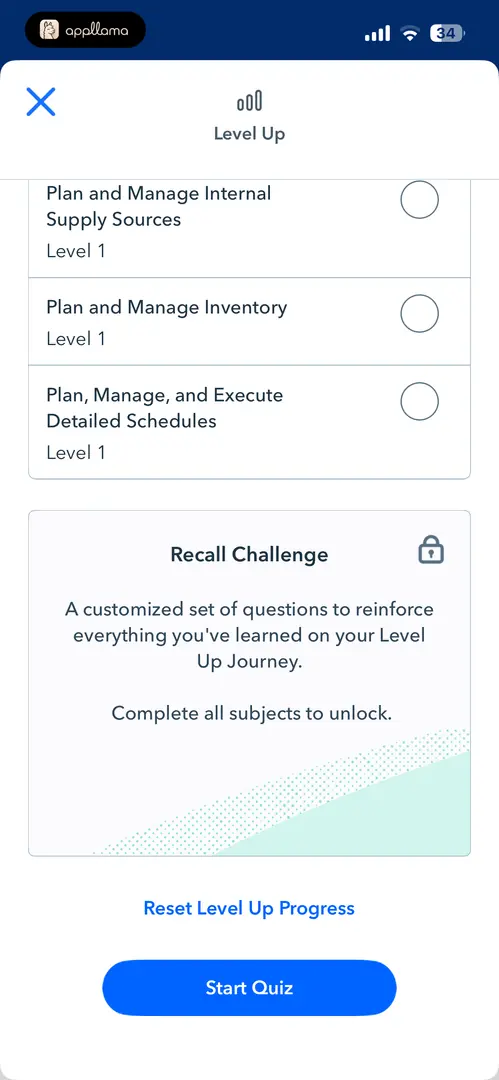 appllama
34
Level Up
Plan and Manage Internal
Supply Sources
Level 1
Plan and Manage Inventory
Level 1
Plan, Manage, and Execute
Detailed Schedules
Level 1
Recall Challenge
A customized set of questions to reinforce
everything you've learned on your Level
Up Journey.
Complete all subjects to unlock.
Reset Level Up Progress
Start Quiz